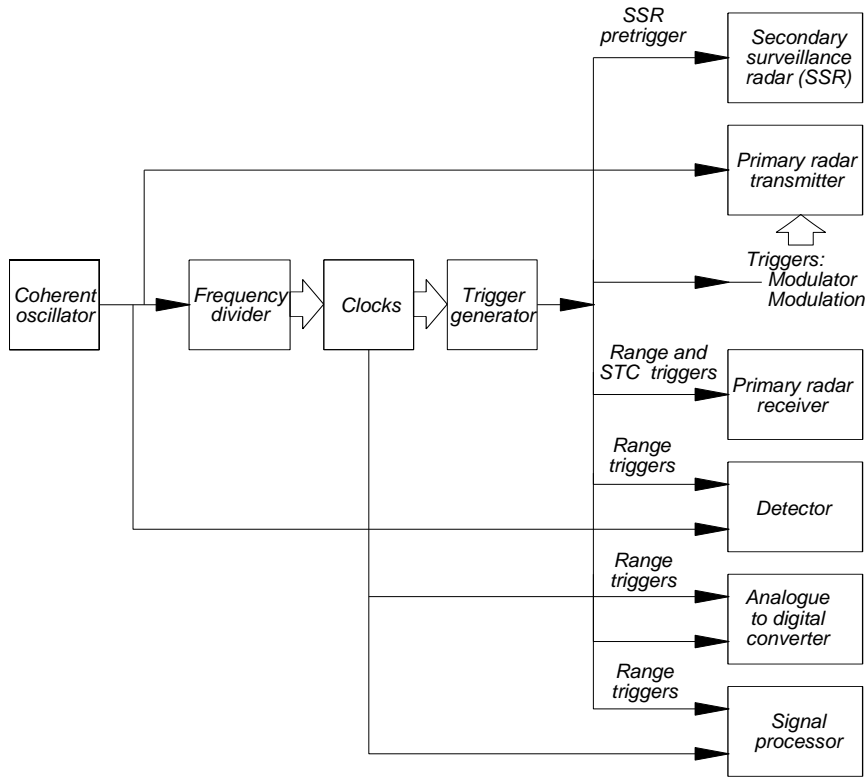 SSR
pretrigger
Secondary
surveillance
radar (SSR)
Primary radar
transmitter
Triggers:
Modulator
Modulation
Coherent
oscillator
Frequency
divider
Clocks
Trigger
generator
Range and
STC triggers
Primary radar
receiver
Range
triggers
Detector
Range
triggers
Analogue
to digital
converter
Range
triggers
Signal
processor